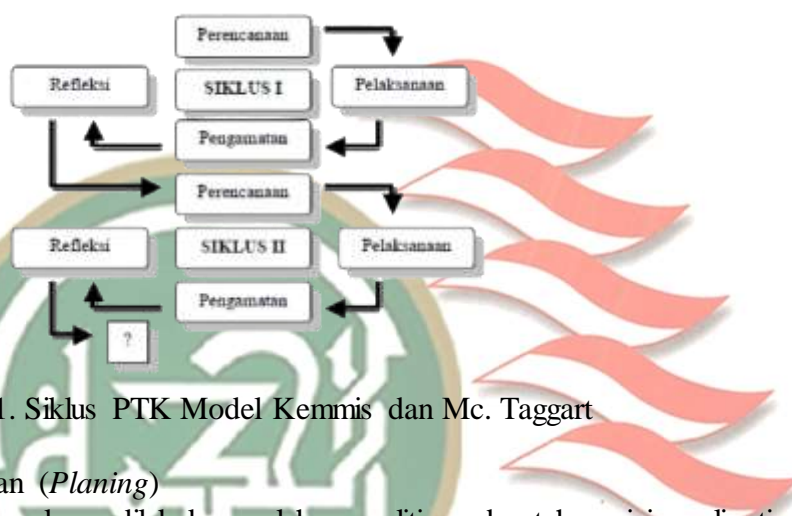 Perencanaan
Refleksi
SIKLUS I
Pelaksanaan
Pengamatan
Perencanaan
Refleksi
SIKLUS II
Pelaksanaan
Pengamatan
?
1. Siklus PTK Model Kemmis dan Mc. Taggart
an (Planing)